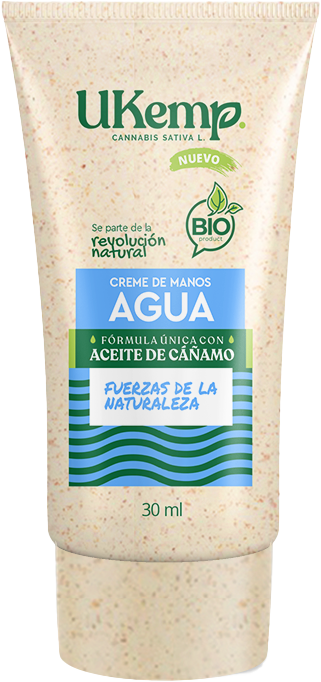 UKemp.
CANNABIS SATIVA L.
NUEVO
Se parte de la
revolución
natural
BIO
product
CREME DE MANOS
AGUA
FÓRMULA ÚNICA CON
ACEITE DE CÁÑAMO
FUERZAS DE LA
NATURALEZA
30 ml